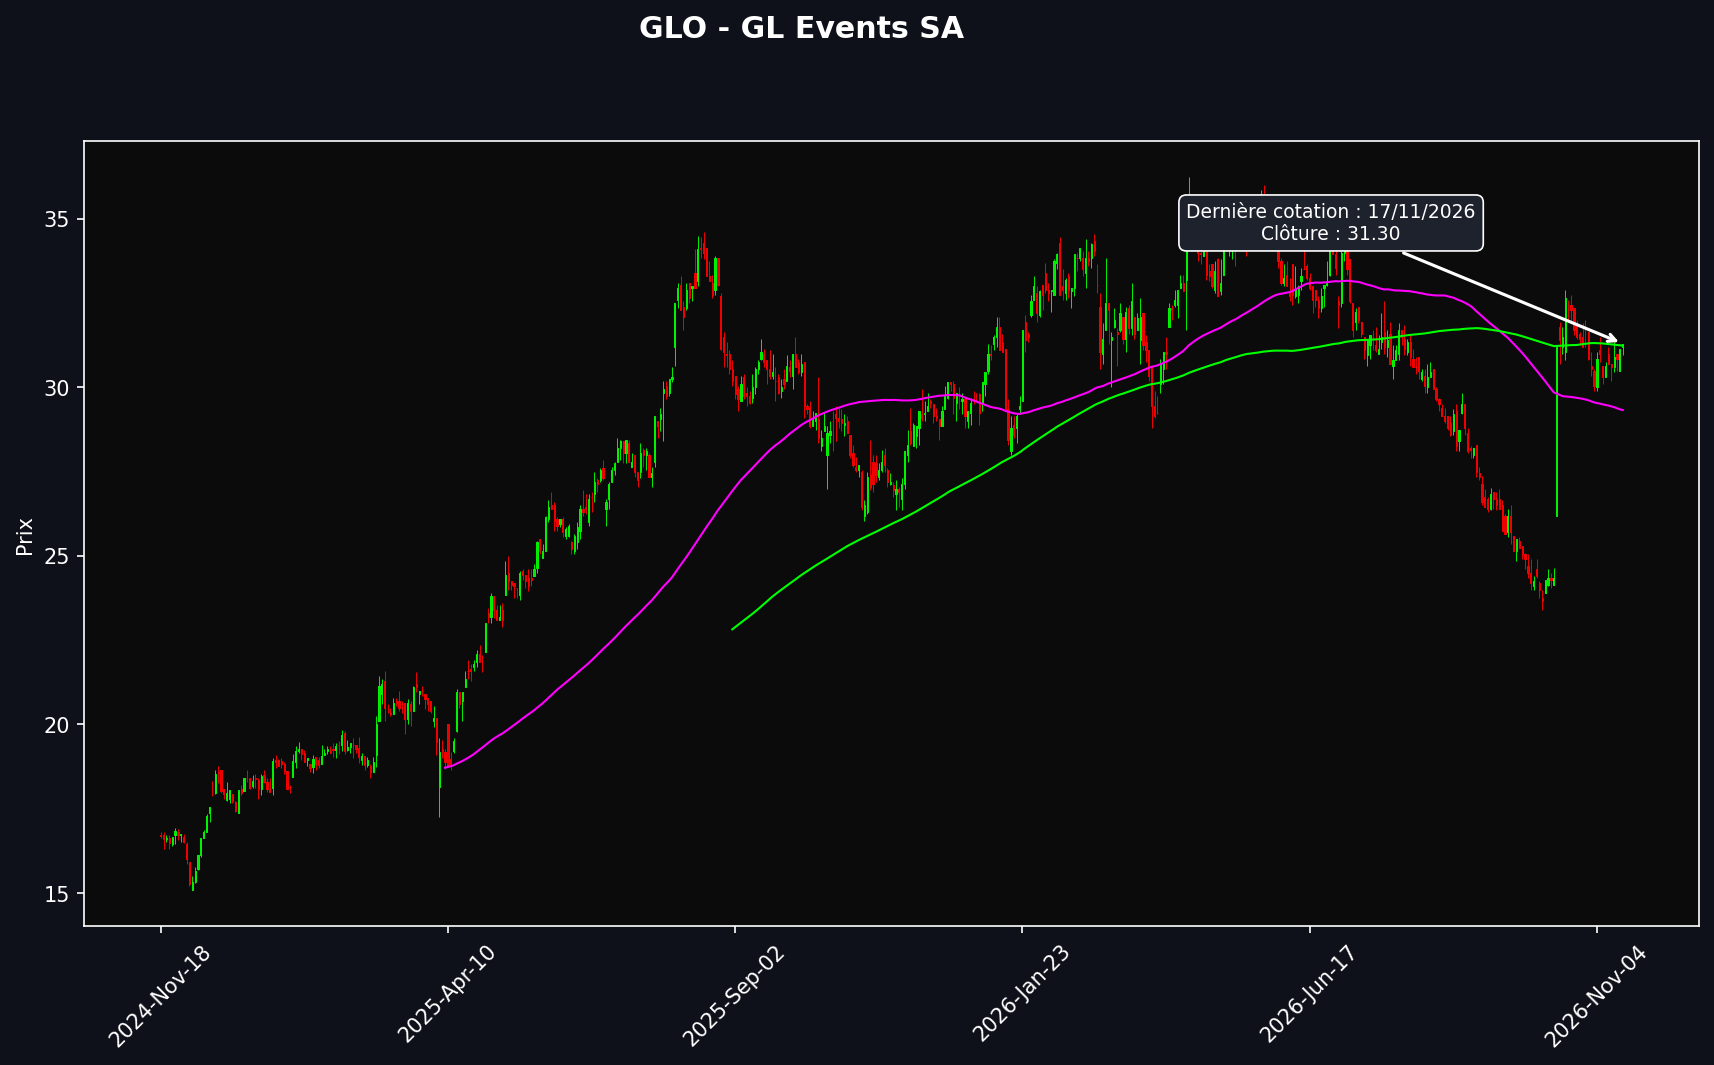 GLO - GL Events SA
Dernière cotation : 17/11/2026
Clôture : 31.30
Prix
35
30
25
20
15
2024-Nov-18
2025-Apr-10
2025-Sep-02
2026-Jan-23
2026-Jun-17
2026-Nov-04